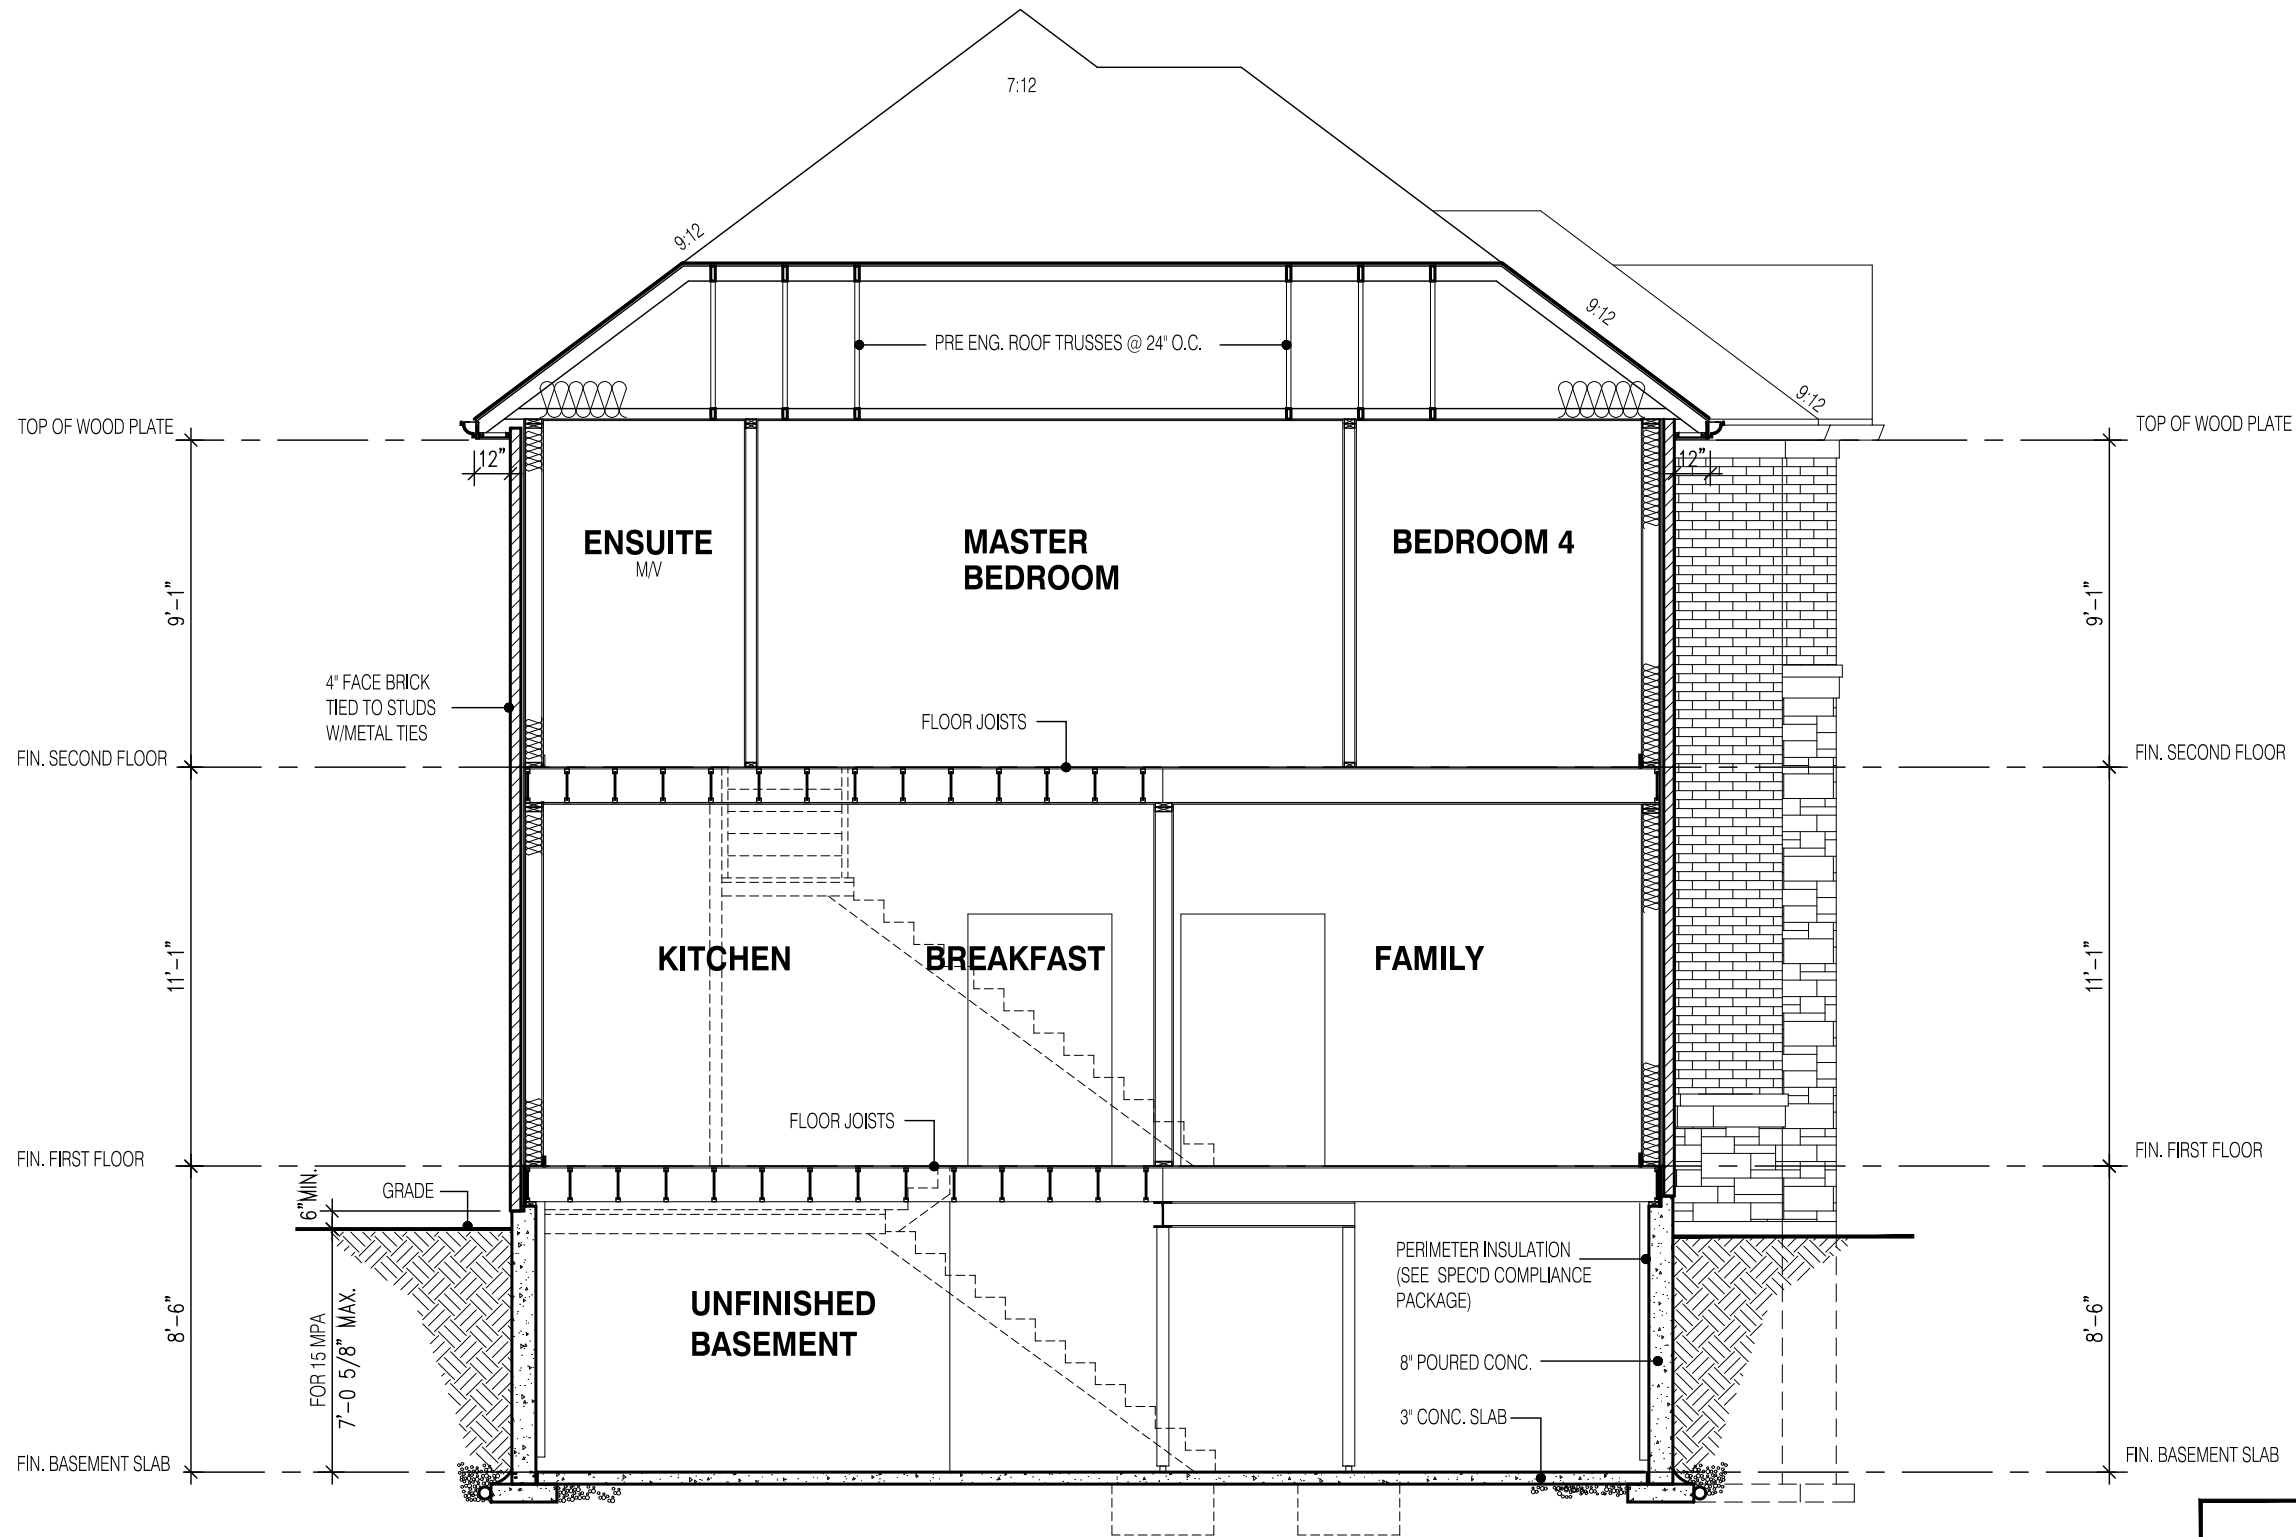 7:12
9:12
9:12
PRE ENG. ROOF TRUSSES @ 24" O.C.
9:12
TOP OF WOOD PLATE
TOP OF WOOD PLATE
12"
12"
ENSUITE
M/V
MASTER
BEDROOM
BEDROOM 4
9'-1"
9'-1"
4" FACE BRICK
TIED TO STUDS
W/METAL TIES
FLOOR JOISTS
FIN. SECOND FLOOR
FIN. SECOND FLOOR
KITCHEN
BREAKFAST
FAMILY
11'-1"
11'-1"
FLOOR JOISTS
FIN. FIRST FLOOR
FIN. FIRST FLOOR
6"MIN.
GRADE
PERIMETER INSULATION
(SEE SPEC'D COMPLIANCE
PACKAGE)
UNFINISHED
BASEMENT
8'-6"
FOR 15 MPA
7'-0 5/8" MAX.
8'-6"
8" POURED CONC.
3" CONC. SLAB
FIN. BASEMENT SLAB
FIN. BASEMENT SLAB